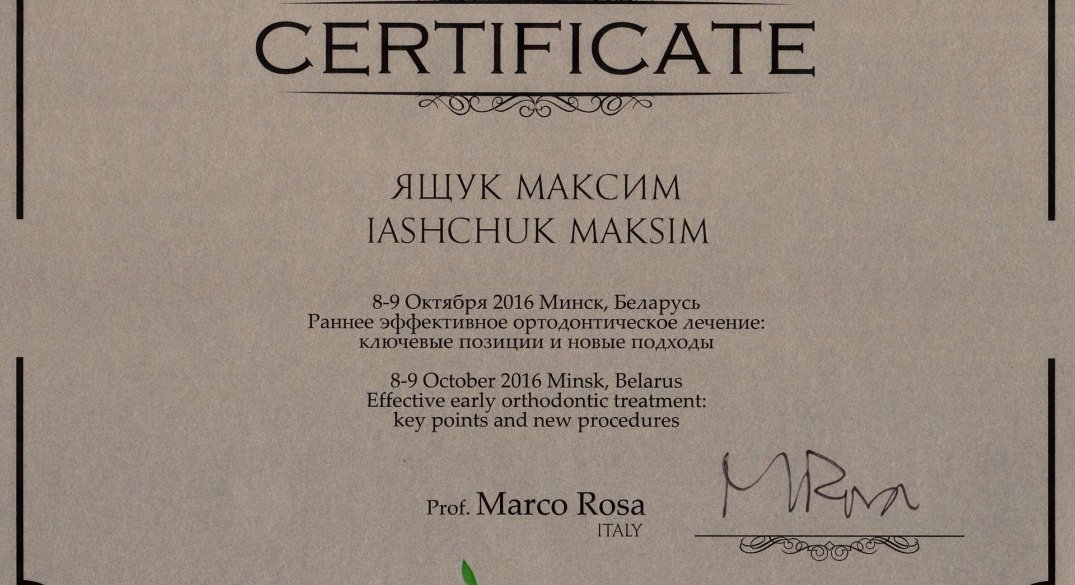 CERTIFICATE
ЯЩУК МАКСИМ
IASHCHUK MAKSIM
8-9 Октября 2016 Минск, Беларусь
Раннее эффективное ортодонтическое лечение:
ключевые позиции и новые подходы
8-9 October 2016 Minsk, Belarus
Effective early orthodontic treatment:
key points and new procedures
Prof. Marco Rosa
ITALY
MRosa